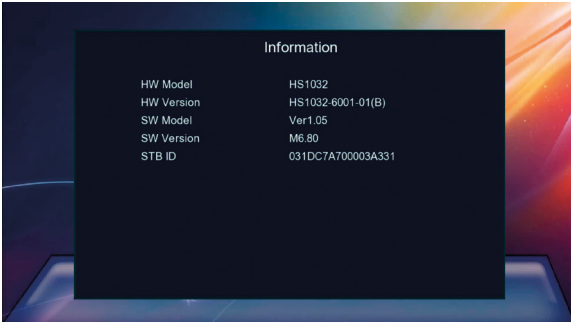 Information
HW Model HS1032
HW Version HS1032-6001-01(B)
SW Model Ver1.05
SW Version M6.80
STB ID 031DC7A700003A331